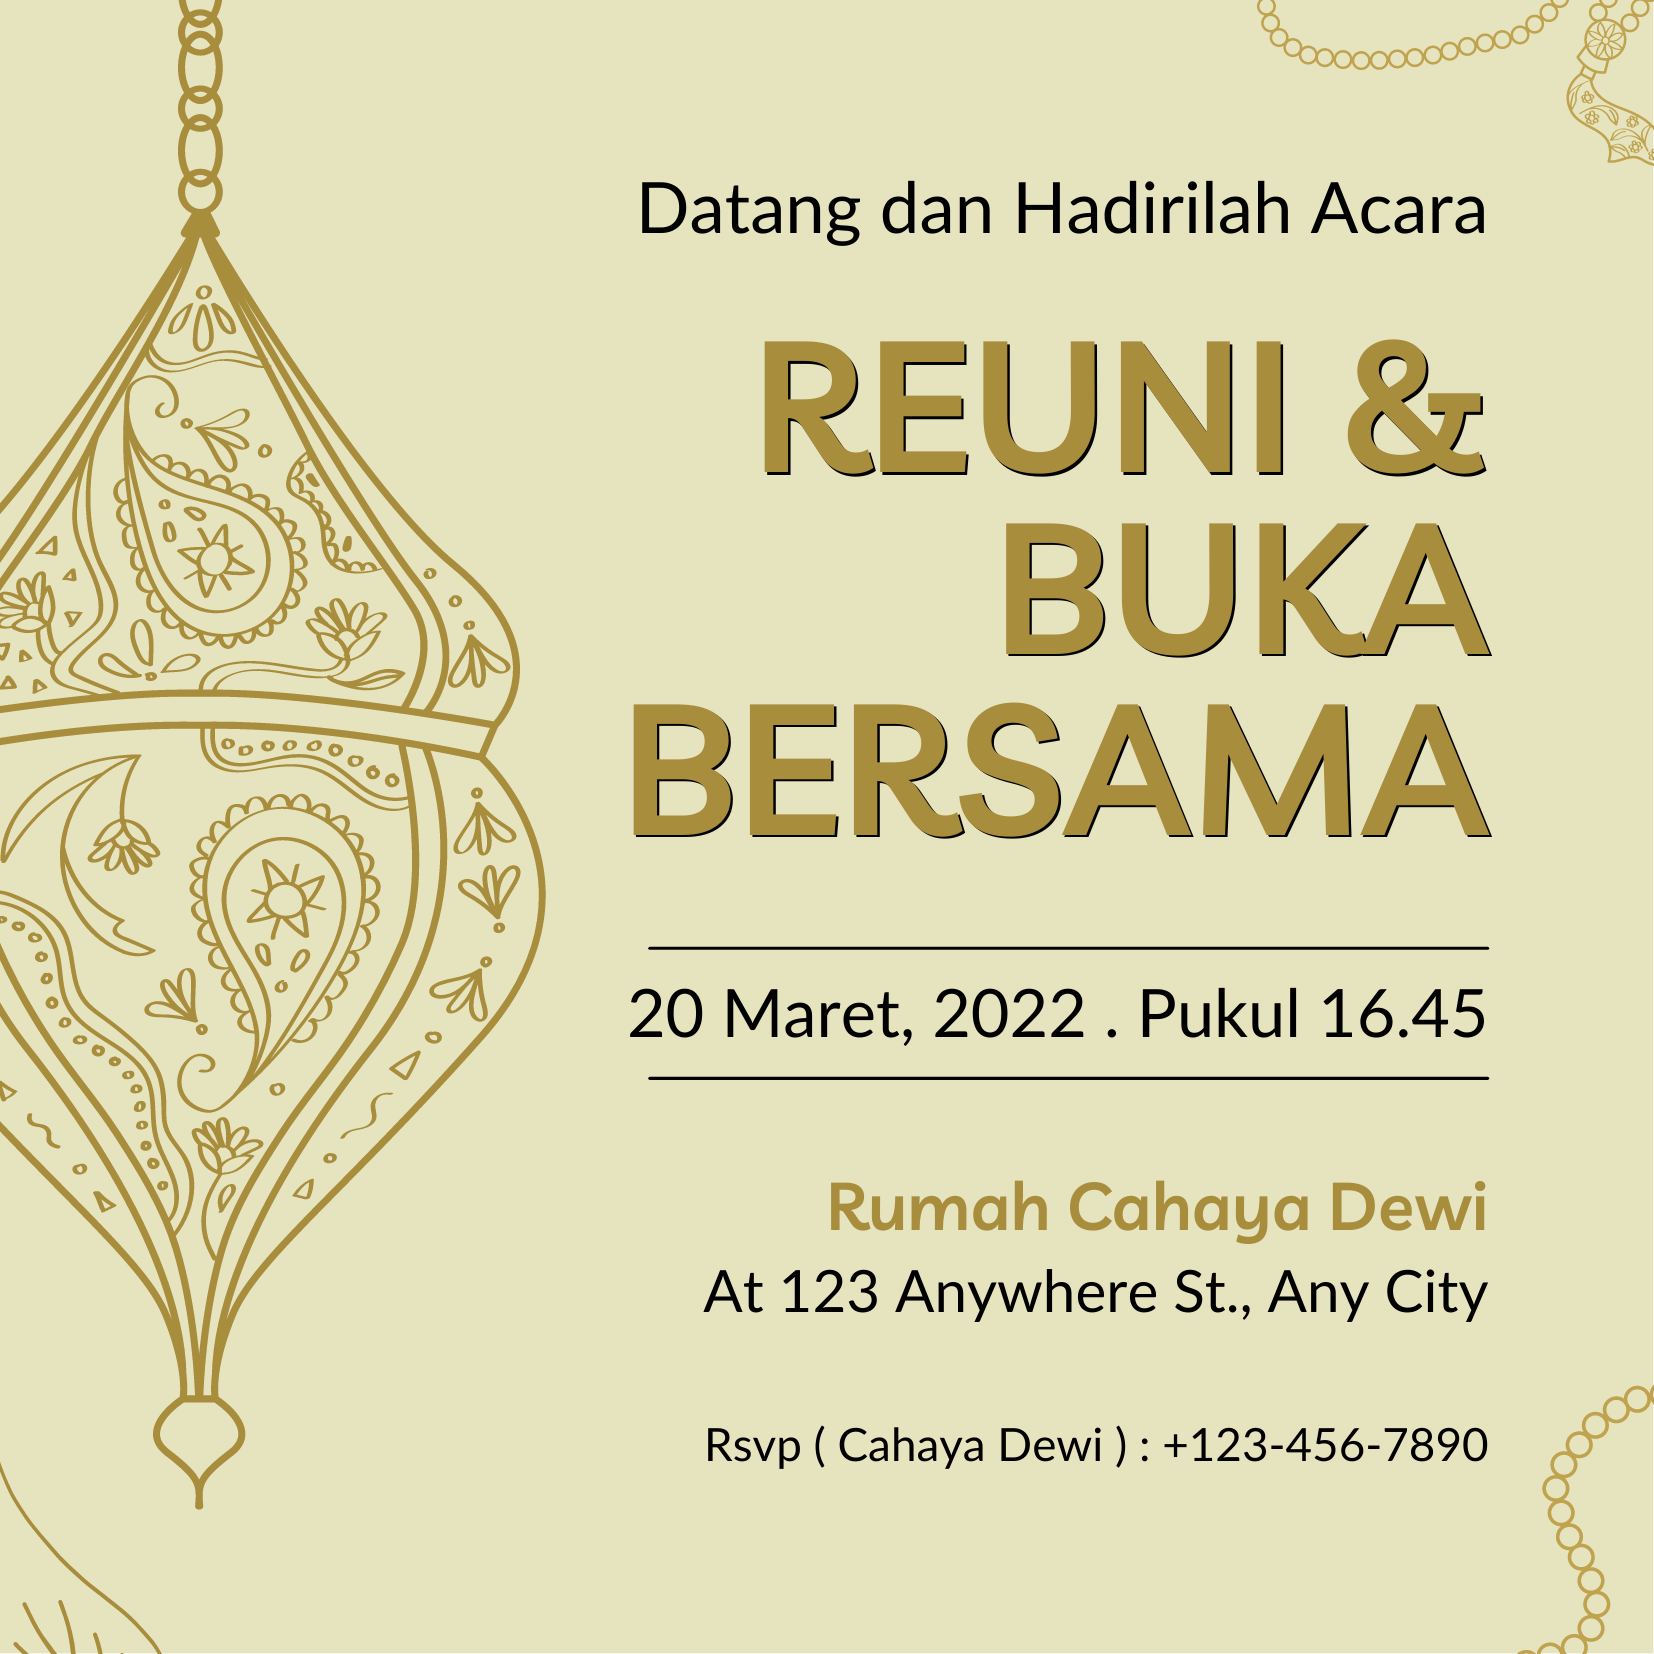 Datang dan Hadirilah Acara
REUNI &
BUKA
BERSAMA
20 Maret, 2022 . Pukul 16.45
Rumah Cahaya Dewi
At 123 Anywhere St., Any City
Rsvp ( Cahaya Dewi ) : +123-456-7890